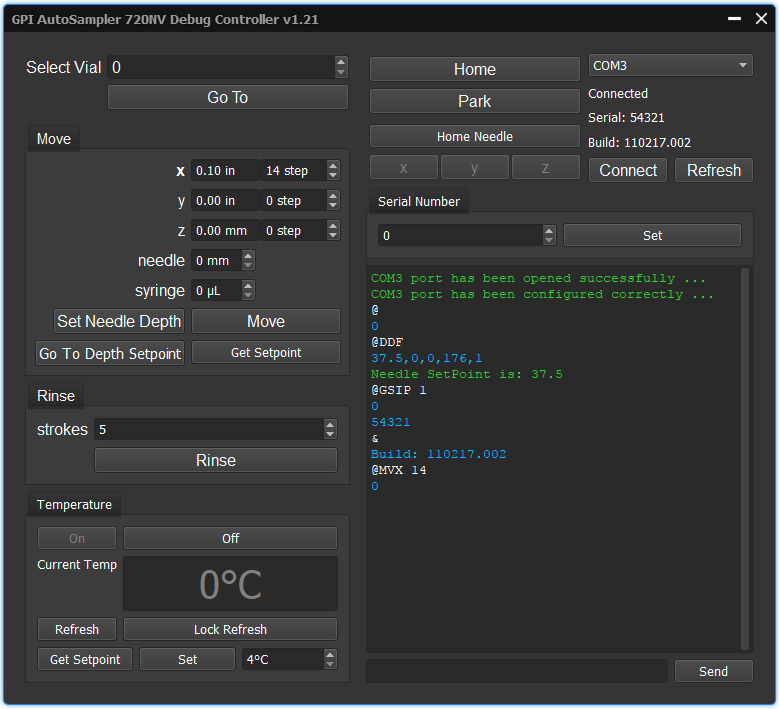 GPI AutoSampler 720NV Debug Controller v1.21
Select Vial 0
Go To
Move
x 0.10 in 14 step
y 0.00 in 0 step
z 0.00 mm 0 step
needle 0 mm
syringe 0 µL
Set Needle Depth Move
Go To Depth Setpoint Get Setpoint
Rinse
strokes 5
Rinse
Temperature
On Off
Current Temp 0°C
Refresh Lock Refresh
Get Setpoint Set 4°C
Home
Park
Home Needle
x y z
COM3
Connected
Serial: 54321
Build: 110217.002
Connect Refresh
Serial Number
0 Set
COM3 port has been opened successfully ...
COM3 port has been configured correctly ...
@
0
@DDF
37.5,0,0,176,1
Needle SetPoint is: 37.5
@GSIP 1
0
54321
&
Build: 110217.002
@MVX 14
0
Send